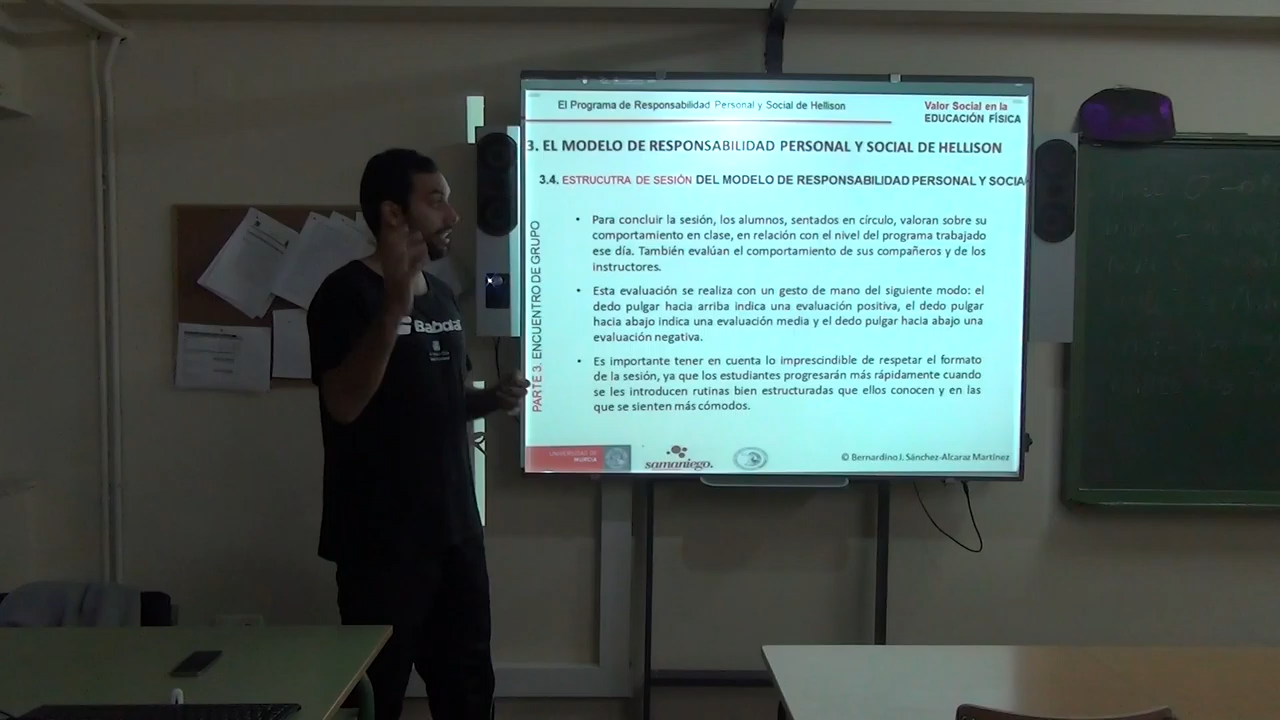 El Programa de Responsabilidad Personal y Social de Hellison
Valor Social en la
EDUCACIÓN FÍSICA
3. EL MODELO DE RESPONSABILIDAD PERSONAL Y SOCIAL DE HELLISON
3.4. ESTRUCUTRA DE SESIÓN DEL MODELO DE RESPONSABILIDAD PERSONAL Y SOCIA
PARTE 3. ENCUENTRO DE GRUPO
• Para concluir la sesión, los alumnos, sentados en círculo, valoran sobre su
comportamiento en clase, en relación con el nivel del programa trabajado
ese día. También evalúan el comportamiento de sus compañeros y de los
instructores.
• Esta evaluación se realiza con un gesto de mano del siguiente modo: el
dedo pulgar hacia arriba indica una evaluación positiva, el dedo pulgar
hacia abajo indica una evaluación media y el dedo pulgar hacia abajo una
evaluación negativa.
• Es importante tener en cuenta lo imprescindible de respetar el formato
de la sesión, ya que los estudiantes progresarán más rápidamente cuando
se les introducen rutinas bien estructuradas que ellos conocen y en las
que se sienten más cómodos.
UNIVERSIDAD DE
MURCIA
samaniego.
© Bernardino J. Sánchez-Alcaraz Martínez
Babolat